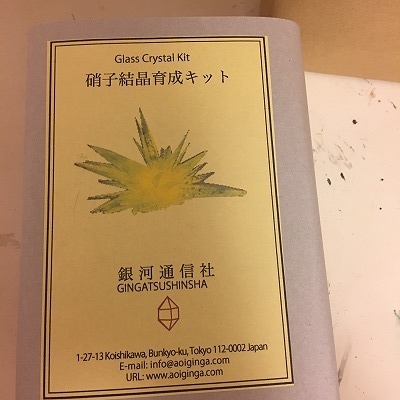 Glass Crystal Kit
硝子結晶育成キット
銀河通信社
GINGATSUSHINSHA
1-27-13 Koishikawa, Bunkyo-ku, Tokyo 112-0002 Japan
E-mail: info@aoiginga.com
URL: www.aoiginga.com